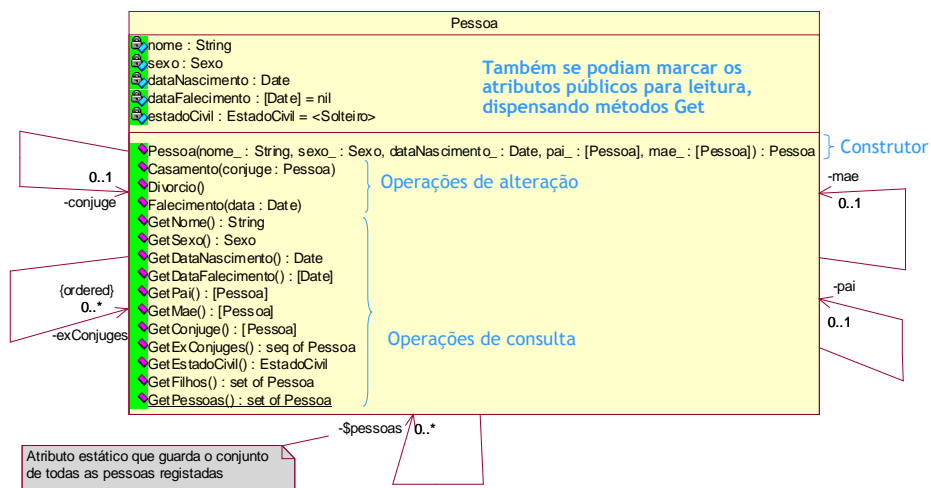 Pessoa
nome : String
sexo : Sexo
dataNascimento : Date
dataFalecimento : [Date] = nil
estadoCivil : EstadoCivil = <Solteiro>
Também se podiam marcar os
atributos públicos para leitura,
dispensando métodos Get
Pessoa(nome_ : String, sexo_ : Sexo, dataNascimento_ : Date, pai_ : [Pessoa], mae_ : [Pessoa]) : Pessoa
Construtor
Casamento(conjuge : Pessoa)
Divorcio()
Falecimento(data : Date)
Operações de alteração
GetNome() : String
GetSexo() : Sexo
GetDataNascimento() : Date
GetDataFalecimento() : [Date]
GetPai() : [Pessoa]
GetMae() : [Pessoa]
GetConjuge() : [Pessoa]
GetExConjuges() : seq of Pessoa
GetEstadoCivil() : EstadoCivil
GetFilhos() : set of Pessoa
GetPessoas() : set of Pessoa
Operações de consulta
0..1
-conjuge
{ordered}
0..*
-exConjuges
-mae
0..1
-pai
0..1
-$pessoas
0..*
Atributo estático que guarda o conjunto
de todas as pessoas registadas